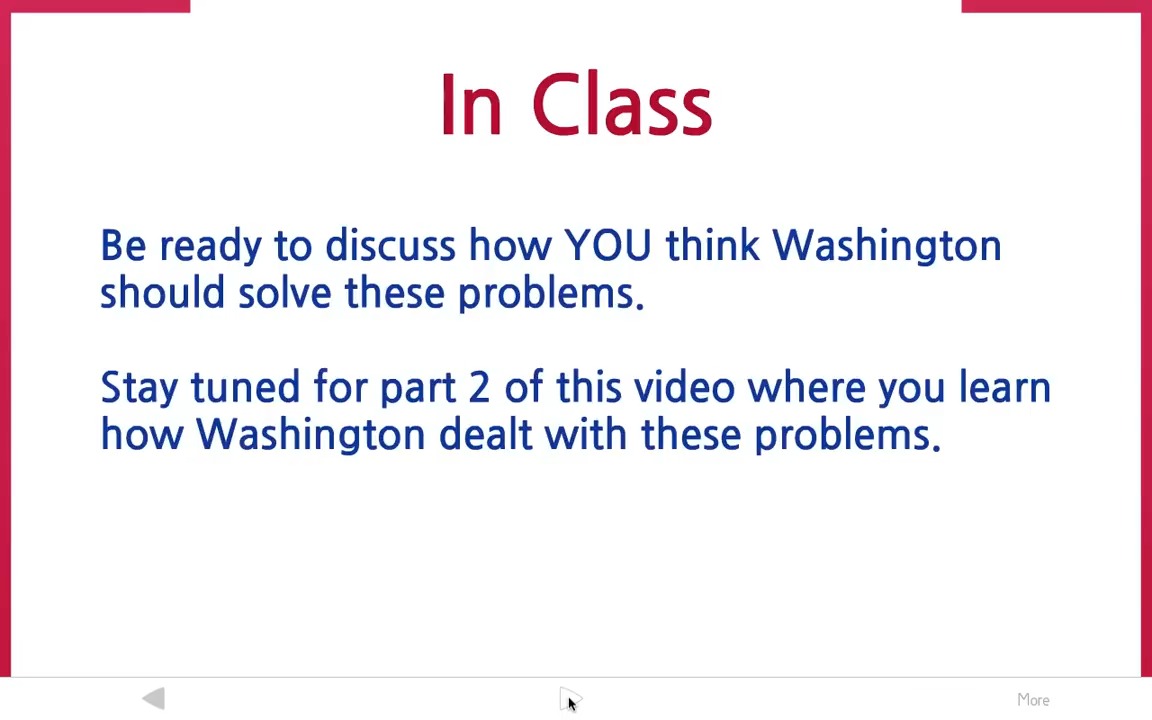 In Class
Be ready to discuss how YOU think Washington
should solve these problems.
Stay tuned for part 2 of this video where you learn
how Washington dealt with these problems.
More